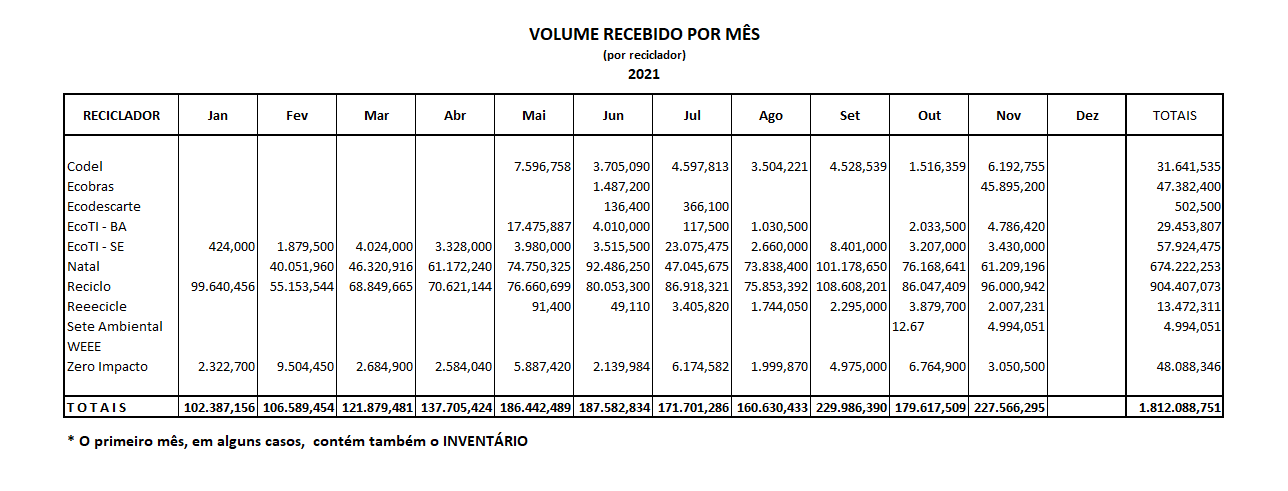 VOLUME RECEBIDO POR MÊS
(por reciclador)
2021
RECICLADOR Jan Fev Mar Abr Mai Jun Jul Ago Set Out Nov Dez TOTAIS
Codel 7.596,758 3.705,090 4.597,813 3.504,221 4.528,539 1.516,359 6.192,755 31.641,535
Ecobras 1.487,200 45.895,200 47.382,400
Ecodescarte 136,400 366,100 502,500
EcoTI - BA 17.475,887 4.010,000 117,500 1.030,500 2.033,500 4.786,420 29.453,807
EcoTI - SE 424,000 1.879,500 4.024,000 3.328,000 3.980,000 3.515,500 23.075,475 2.660,000 8.401,000 3.207,000 3.430,000 57.924,475
Natal 40.051,960 46.320,916 61.172,240 74.750,325 92.486,250 47.045,675 73.838,400 101.178,650 76.168,641 61.209,196 674.222,253
Reciclo 99.640,456 55.153,544 68.849,665 70.621,144 76.660,699 80.053,300 86.918,321 75.853,392 108.608,201 86.047,409 96.000,942 904.407,073
Reeecicle 91,400 49,110 3.405,820 1.744,050 2.295,000 3.879,700 2.007,231 13.472,311
Sete Ambiental 12.67 4.994,051 4.994,051
WEEE
Zero Impacto 2.322,700 9.504,450 2.684,900 2.584,040 5.887,420 2.139,984 6.174,582 1.999,870 4.975,000 6.764,900 3.050,500 48.088,346
T O T A I S 102.387,156 106.589,454 121.879,481 137.705,424 186.442,489 187.582,834 171.701,286 160.630,433 229.986,390 179.617,509 227.566,295 1.812.088,751
* O primeiro mês, em alguns casos, contém também o INVENTÁRIO